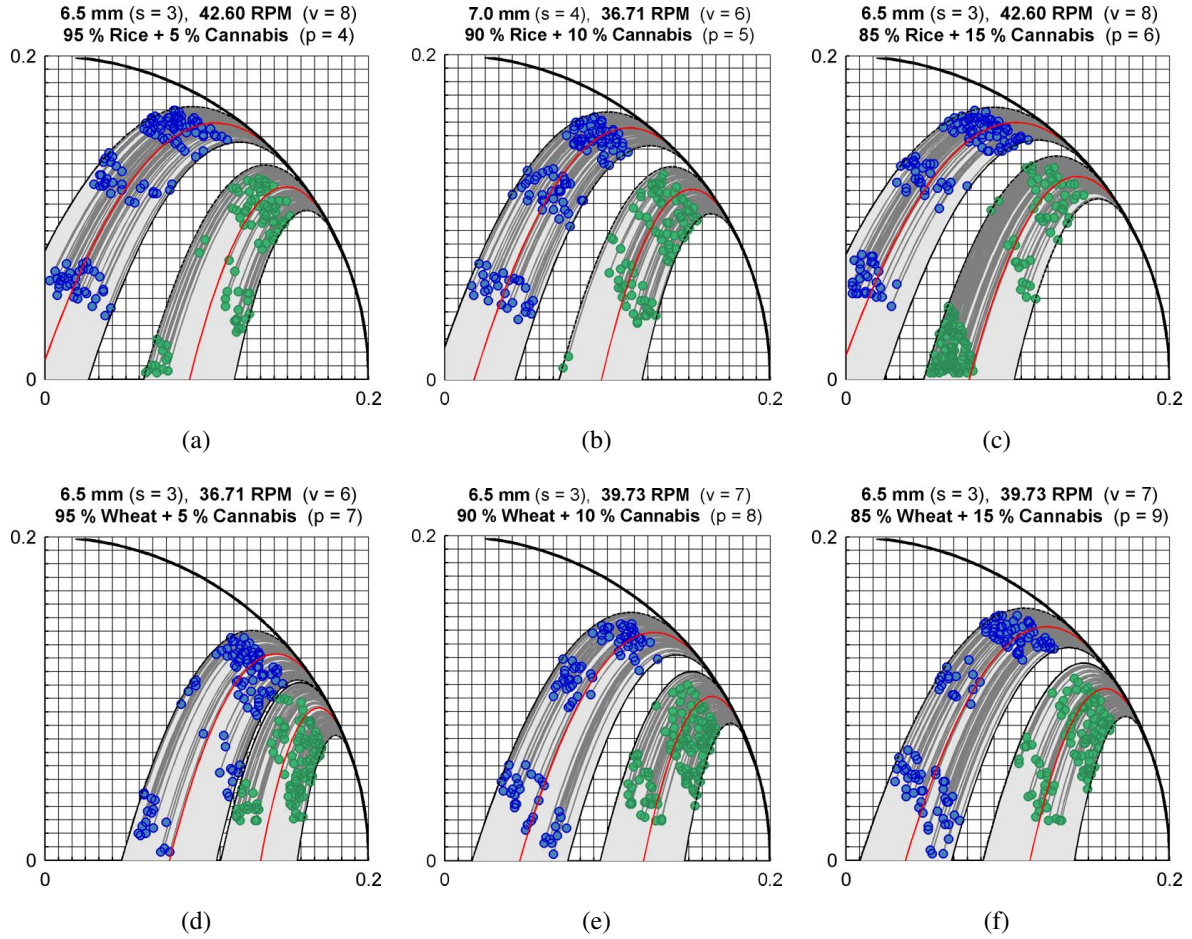 6.5 mm (s = 3), 42.60 RPM (v = 8)
95 % Rice + 5 % Cannabis (p = 4)
0.2
0
0
0.2
(a)
7.0 mm (s = 4), 36.71 RPM (v = 6)
90 % Rice + 10 % Cannabis (p = 5)
0.2
0
0
0.2
(b)
6.5 mm (s = 3), 42.60 RPM (v = 8)
85 % Rice + 15 % Cannabis (p = 6)
0.2
0
0
0.2
(c)
6.5 mm (s = 3), 36.71 RPM (v = 6)
95 % Wheat + 5 % Cannabis (p = 7)
0.2
0
0
0.2
(d)
6.5 mm (s = 3), 39.73 RPM (v = 7)
90 % Wheat + 10 % Cannabis (p = 8)
0.2
0
0
0.2
(e)
6.5 mm (s = 3), 39.73 RPM (v = 7)
85 % Wheat + 15 % Cannabis (p = 9)
0.2
0
0
0.2
(f)